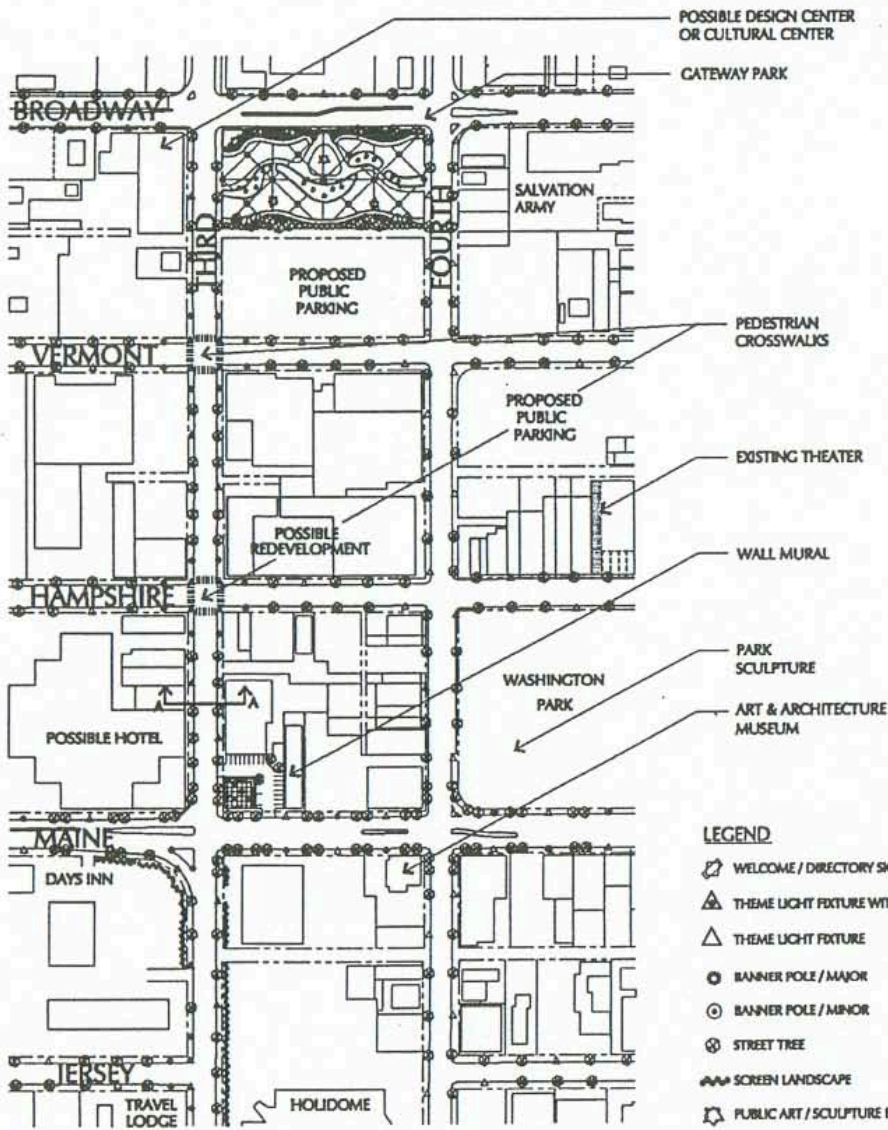 POSSIBLE DESIGN CENTER
OR CULTURAL CENTER
GATEWAY PARK
BROADWAY
SALVATION
ARMY
THIRD
FOURTH
PROPOSED
PUBLIC
PARKING
PEDESTRIAN
CROSSWALKS
VERMONT
PROPOSED
PUBLIC
PARKING
EXISTING THEATER
POSSIBLE
REDEVELOPMENT
WALL MURAL
HAMPSHIRE
WASHINGTON
PARK
PARK
SCULPTURE
A
A
POSSIBLE HOTEL
ART & ARCHITECTURE
MUSEUM
MAINE
DAYS INN
LEGEND
WELCOME / DIRECTORY
THEME LIGHT FIXTURE
THEME LIGHT FIXTURE
BANNER POLE / MAJOR
BANNER POLE / MINOR
STREET TREE
SCREEN LANDSCAPE
PUBLIC ART / SCULPTURE
JERSEY
TRAVEL
LODGE
HOLIDOME